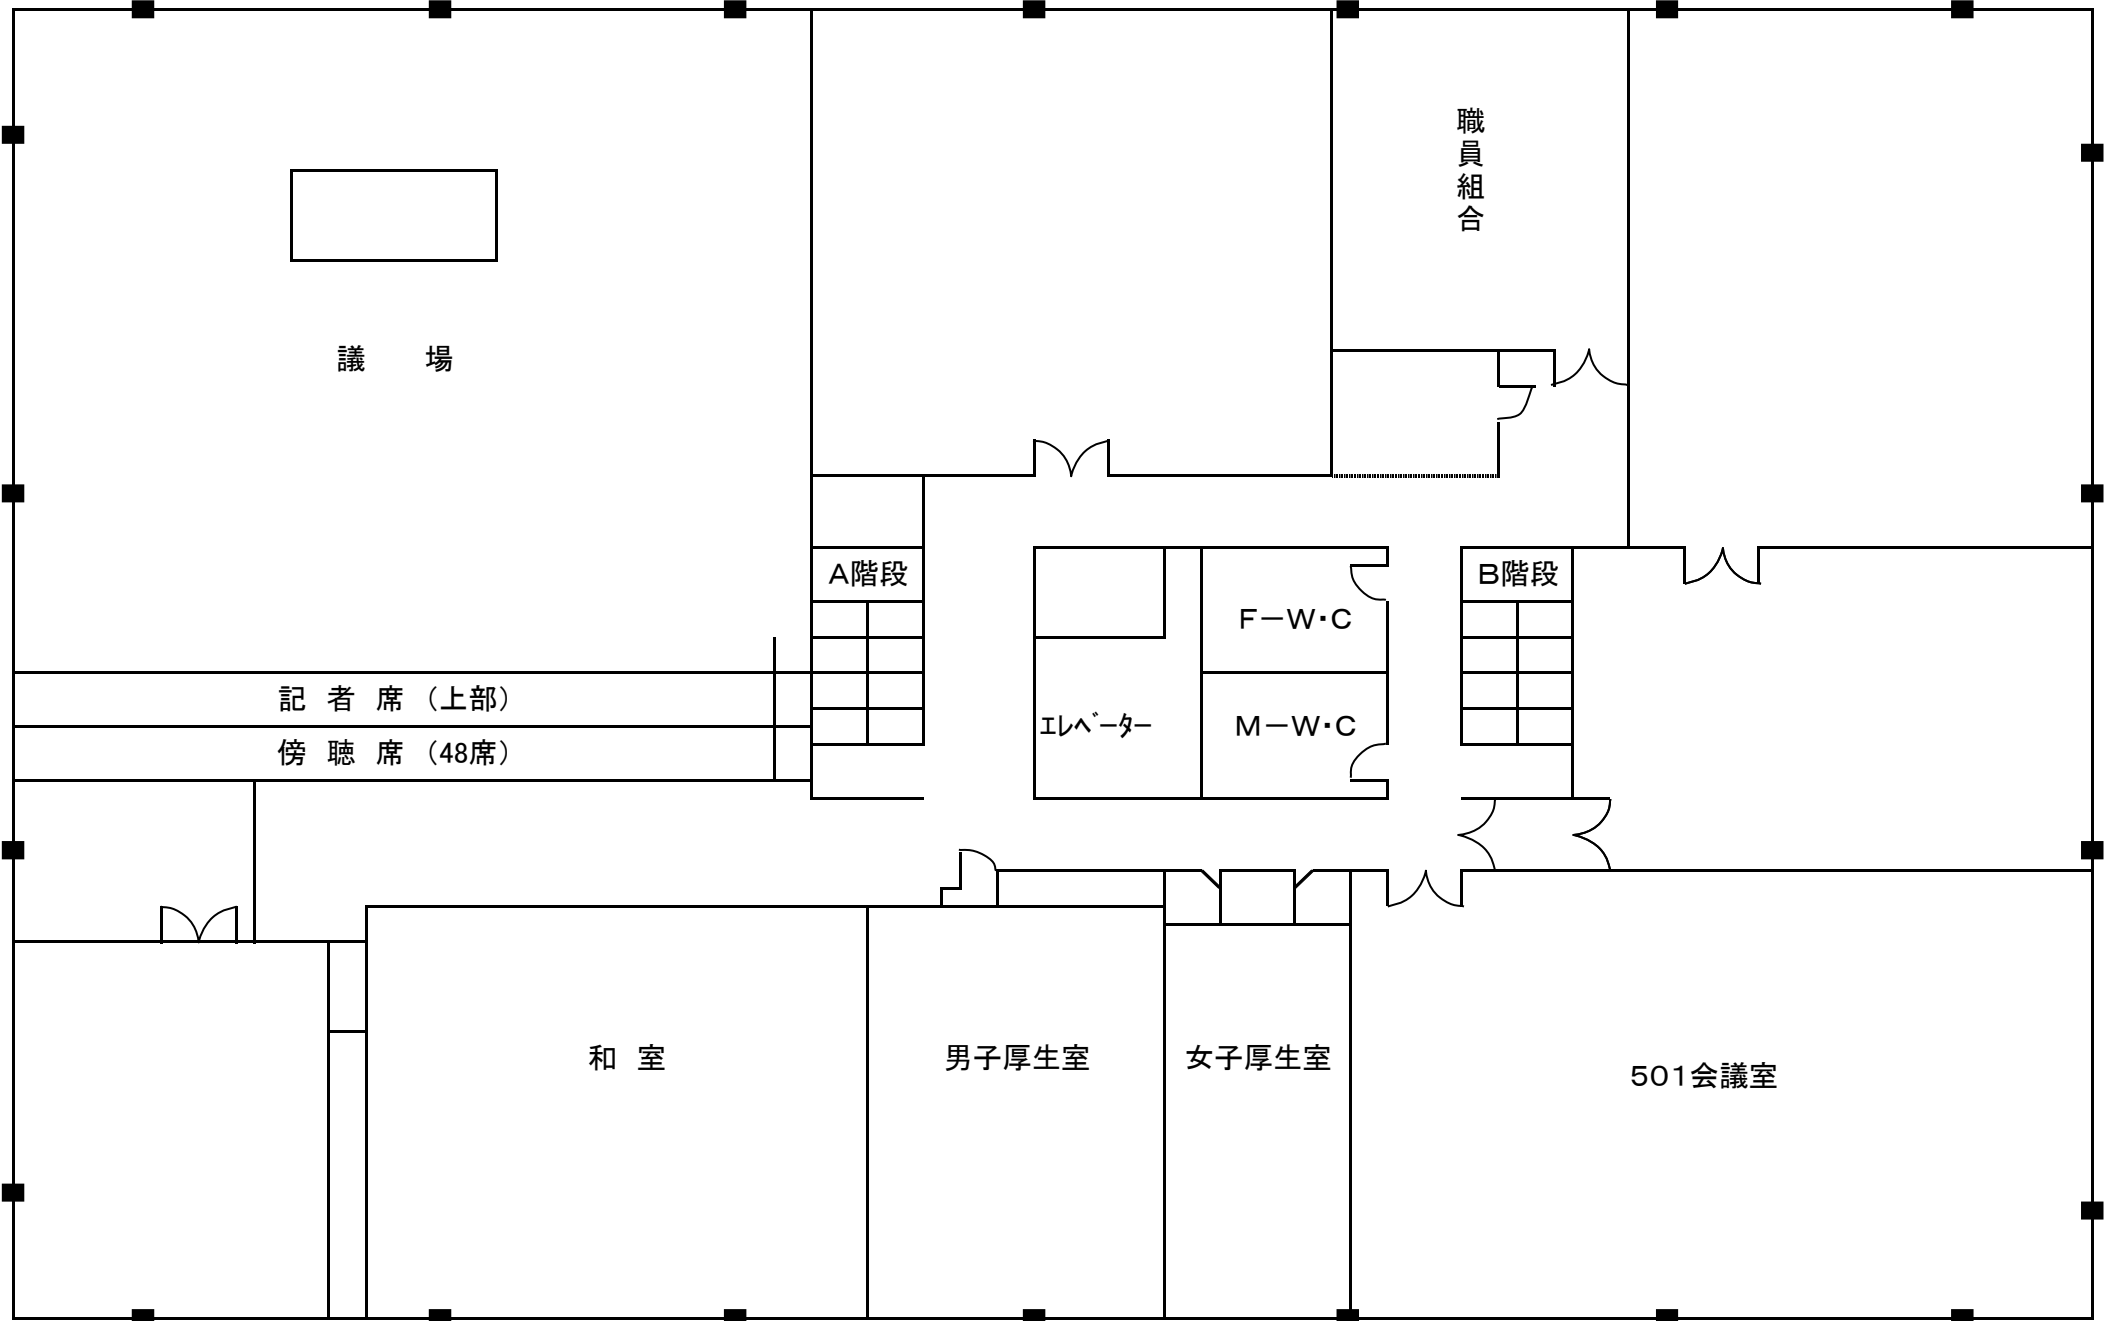 職員組合
議　場
A階段
B階段
F－W・C
記　者　席（上部）
エレベーター
M－W・C
傍　聴　席（48席）
和　室
男子厚生室
女子厚生室
501会議室